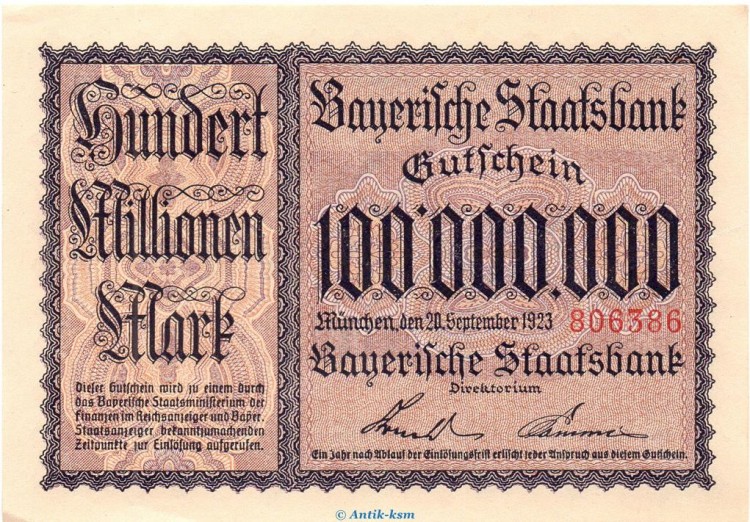 Hundert
Millionen
Mark
Dieser Gutschein wird zu einem durch
das Bayerische Staatsministerium der
Finanzen im Reichsanzeiger und Bayer.
Staatsanzeiger bekanntzumachenden
Zeitpunkte zur Einlösung aufgerufen.
Bayerische Staatsbank
Gutschein
100'000.000
München, den 20. September 1923 806386
Bayerische Staatsbank
Direktorium
Ein Jahr nach Ablauf der Einlösungsfrist erlischt jeder Anspruch aus diesem Gutschein.
© Antik-ksm